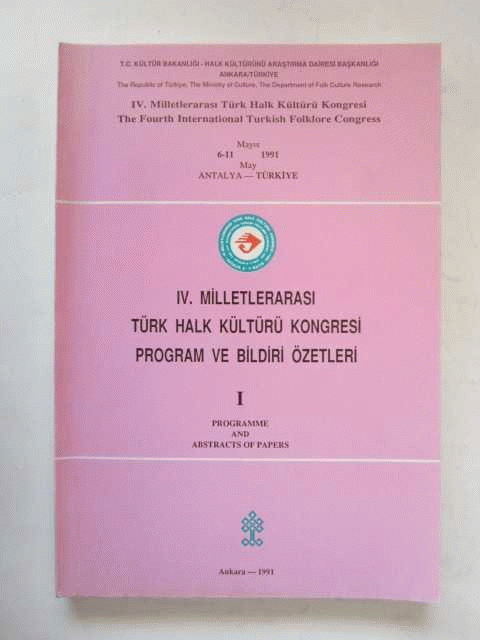 T.C. KÜLTÜR BAKANLIĞI - HALK KÜLTÜRÜNÜ ARAŞTIRMA DAİRESİ BAŞKANLIĞI
ANKARA/TÜRKİYE
The Republic of Türkiye, The Ministry of Culture, The Department of Folk Culture Research
IV. Milletlerarası Türk Halk Kültürü Kongresi
The Fourth International Turkish Folklore Congress
Mayıs
6-11 1991
May
ANTALYA — TÜRKİYE
IV. MİLLETLERARASI
TÜRK HALK KÜLTÜRÜ KONGRESİ
PROGRAM VE BİLDİRİ ÖZETLERİ
I
PROGRAMME
AND
ABSTRACTS OF PAPERS
Ankara — 1991